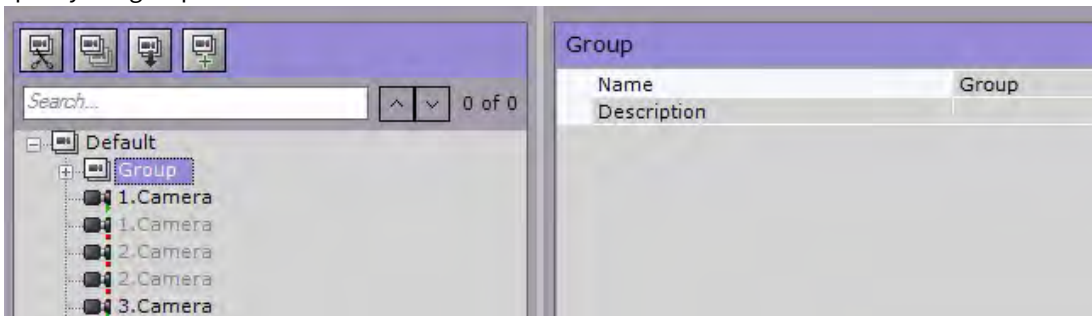 Search...
0 of 0
Default
Group
1.Camera
1.Camera
2.Camera
2.Camera
3.Camera
Group
Name Group
Description